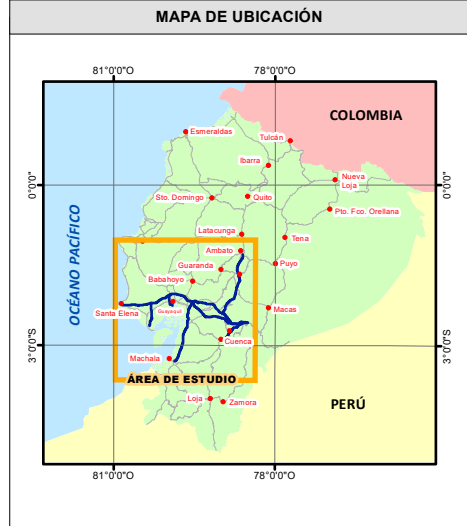 MAPA DE UBICACIÓN
81°0'0"O 78°0'0"O
COLOMBIA
Esmeraldas
Tulcán
Ibarra
0°0'0"
Nueva
Loja
0°0'0"
Sto. Domingo
Quito
Pto. Fco. Orellana
OCÉANO PACÍFICO
Latacunga
Tena
Ambato
Guaranda
Puyo
Babahoyo
Santa Elena
Guayaquil
Macas
3°0'0"S
Cuenca
3°0'0"S
Machala
ÁREA DE ESTUDIO
Loja
Zamora
PERÚ
81°0'0"O 78°0'0"O